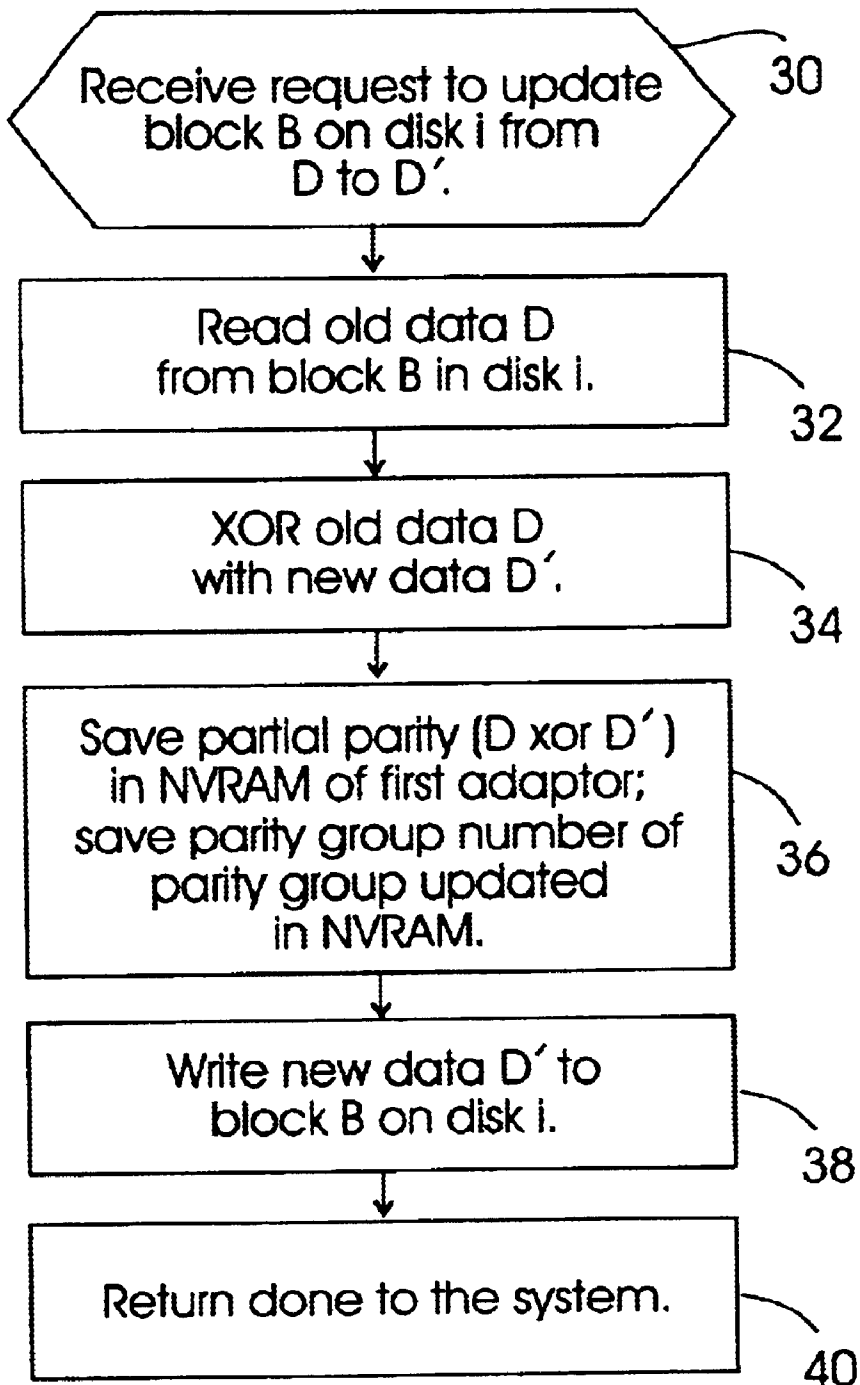 Receive request to update
block B on disk i from
D to D′.
30
Read old data D
from block B in disk i.
32
XOR old data D
with new data D′.
34
Save partial parity (D xor D′)
in NVRAM of first adaptor;
save parity group number of
parity group updated
in NVRAM.
36
Write new data D′ to
block B on disk i.
38
Return done to the system.
40